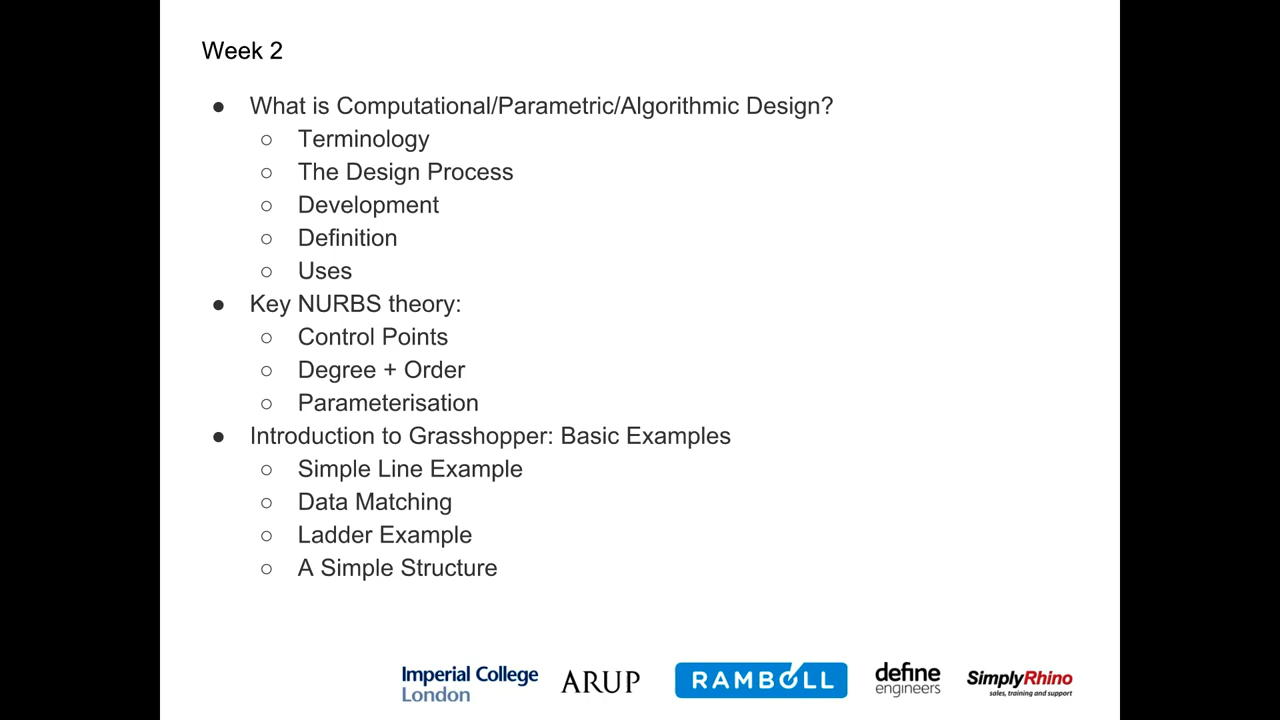 Week 2
● What is Computational/Parametric/Algorithmic Design?
○ Terminology
○ The Design Process
○ Development
○ Definition
○ Uses
● Key NURBS theory:
○ Control Points
○ Degree + Order
○ Parameterisation
● Introduction to Grasshopper: Basic Examples
○ Simple Line Example
○ Data Matching
○ Ladder Example
○ A Simple Structure
Imperial College
London
ARUP
RAMBOLL
define
engineers
SimplyRhino
sales, training and support